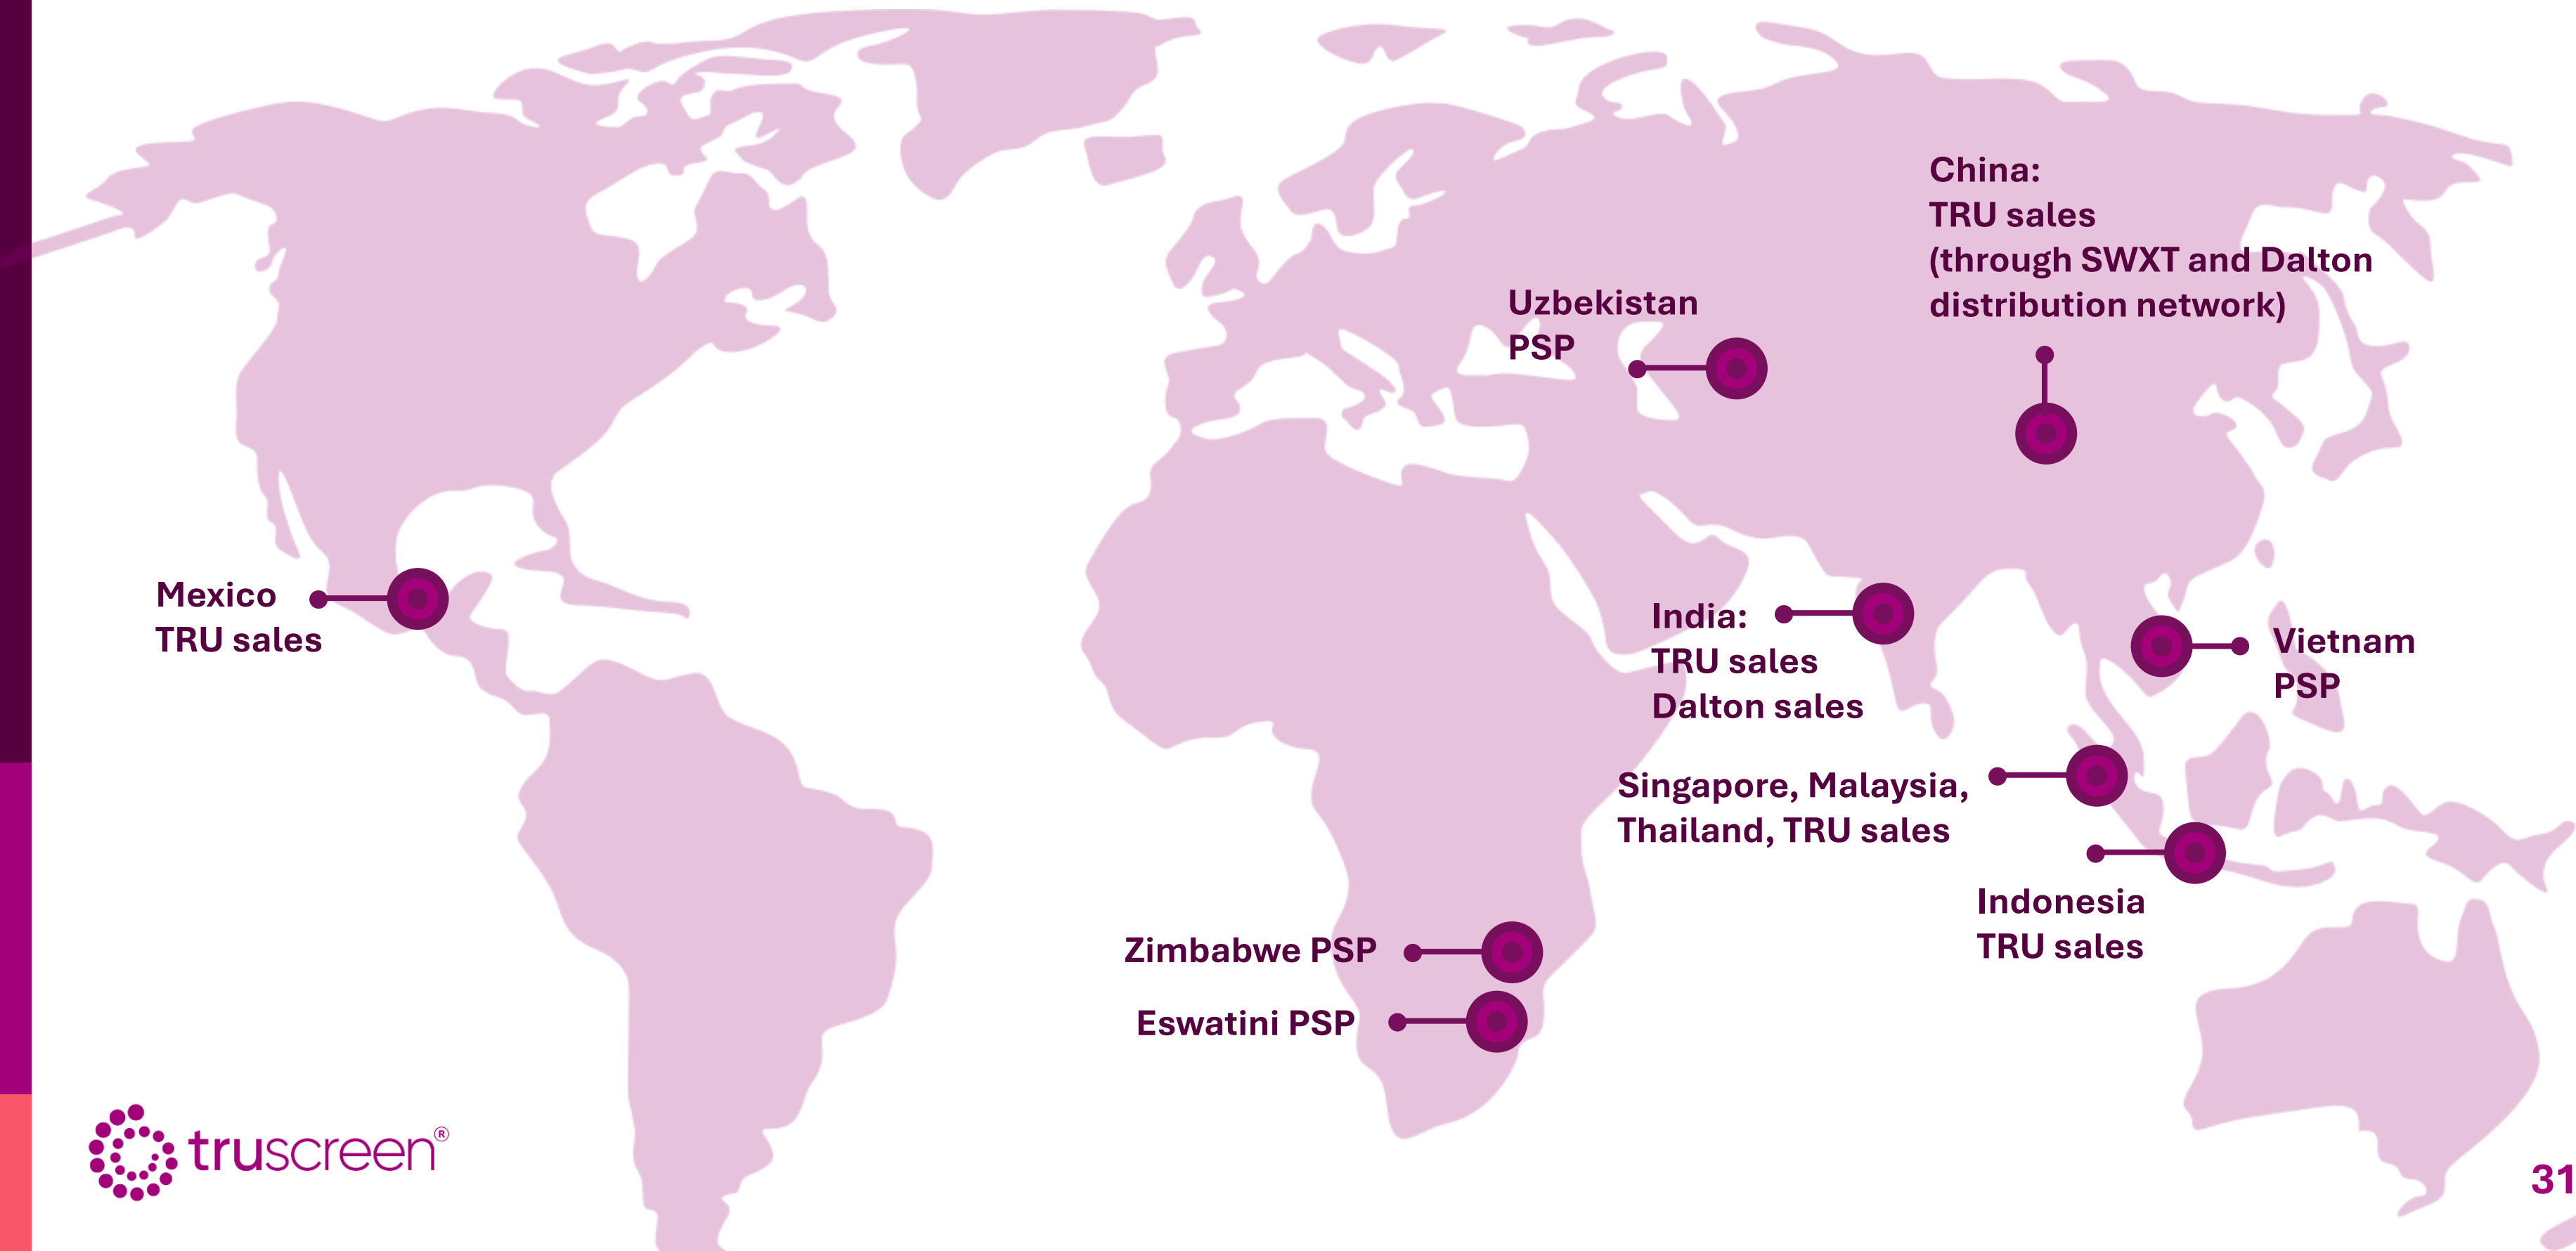 China:
TRU sales
(through SWXT and Dalton
distribution network)
Uzbekistan
PSP
Mexico
TRU sales
India:
TRU sales
Dalton sales
Vietnam
PSP
Singapore, Malaysia,
Thailand, TRU sales
Indonesia
TRU sales
Zimbabwe PSP
Eswatini PSP
truscreen®
31